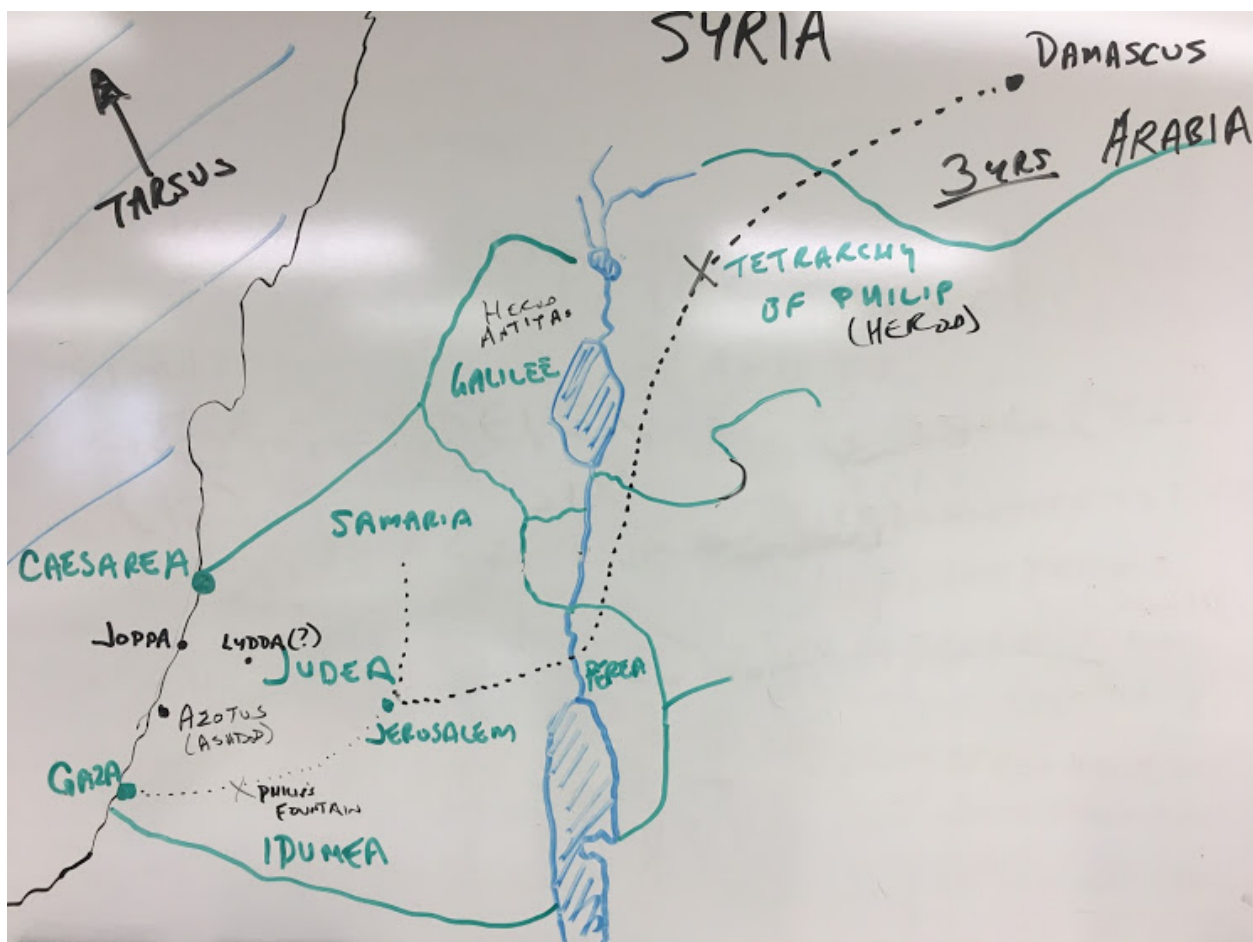 SYRIA
DAMASCUS
ARABIA
3 YRS
TARSUS
TETRARCHY
OF PHILIP
(HEROD)
HEROD
ANTIPAS
GALILEE
SAMARIA
CAESAREIA
JOPPA
LYDDA(?)
JUDEA
PEREA
AZOTUS
(ASHDOD)
JERUSALEM
GAZA
PHILIP'S
FOUNTAIN
IDUMEA